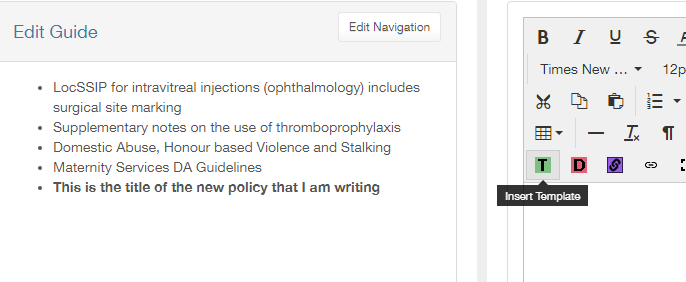 Edit Guide
Edit Navigation
LocSSIP for intravitreal injections (ophthalmology) includes
surgical site marking
Supplementary notes on the use of thromboprophylaxis
Domestic Abuse, Honour based Violence and Stalking
Maternity Services DA Guidelines
This is the title of the new policy that I am writing
B I U S
Times New ... 12p
T D
Insert Template